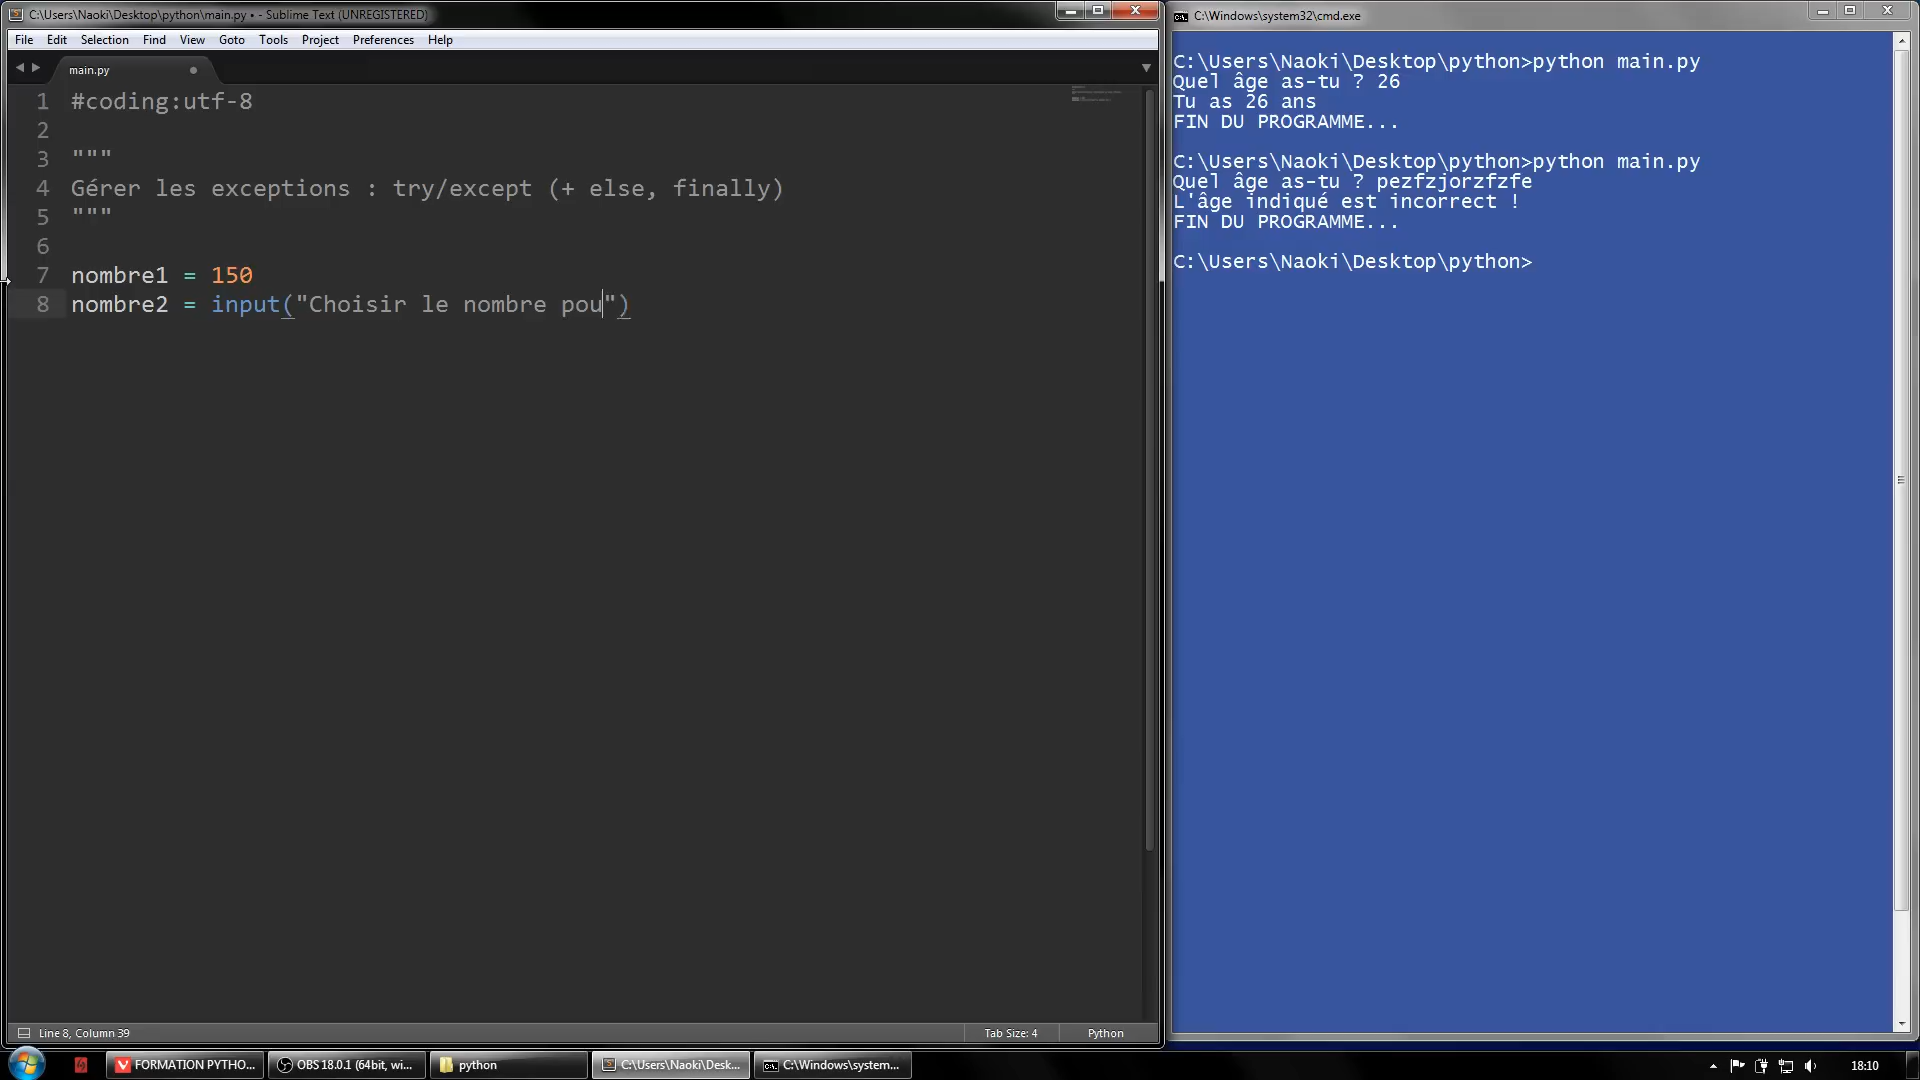 C:\Users\Naoki\Desktop\python\main.py • - Sublime Text (UNREGISTERED)
File Edit Selection Find View Goto Tools Project Preferences Help
main.py
1 #coding:utf-8
2
3 """
4 Gérer les exceptions : try/except (+ else, finally)
5 """
6
7 nombre1 = 150
8 nombre2 = input("Choisir le nombre pou")
Line 8, Column 39
Tab Size: 4
Python
C:\Windows\system32\cmd.exe
C:\Users\Naoki\Desktop\python>python main.py
Quel âge as-tu ? 26
Tu as 26 ans
FIN DU PROGRAMME...
C:\Users\Naoki\Desktop\python>python main.py
Quel âge as-tu ? pezfzjorzfzfe
L'âge indiqué est incorrect !
FIN DU PROGRAMME...
C:\Users\Naoki\Desktop\python>
FORMATION PYTHO...
OBS 18.0.1 (64bit, wi...
python
C:\Users\Naoki\Desk...
C:\Windows\system...
18:10